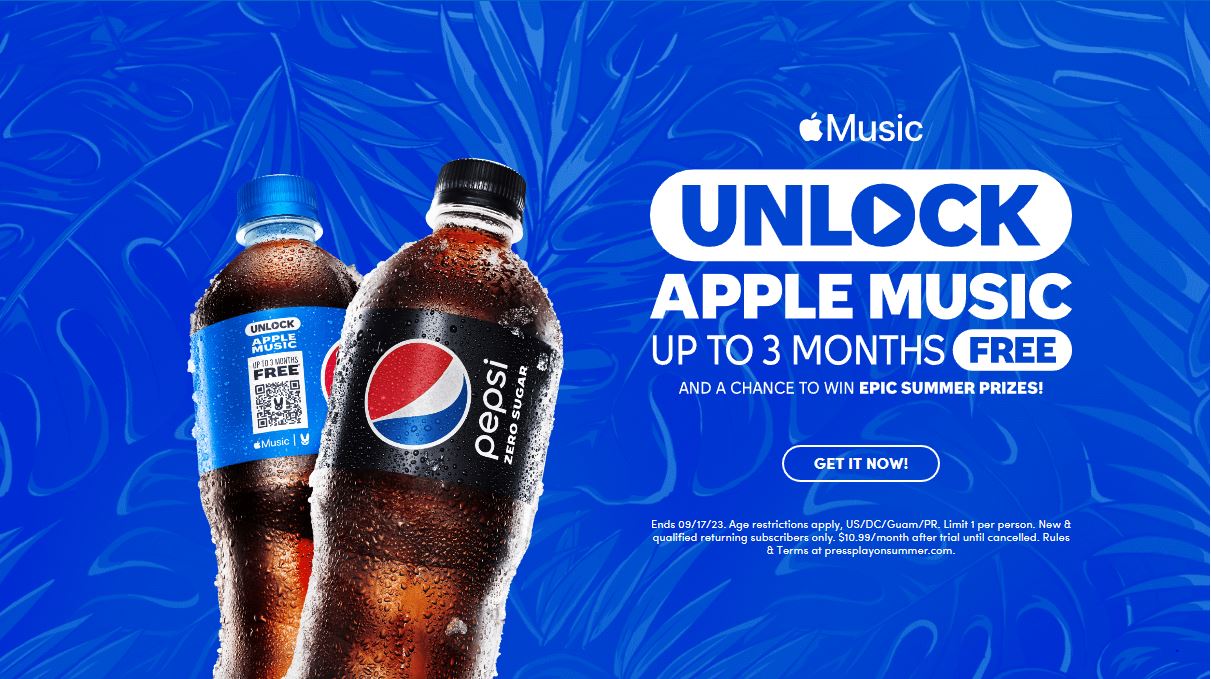 Music
UNLOCK
APPLE MUSIC
UP TO 3 MONTHS FREE
AND A CHANCE TO WIN EPIC SUMMER PRIZES!
GET IT NOW!
Ends 09/17/23. Age restrictions apply, US/DC/Guam/PR. Limit 1 per person. New &
qualified returning subscribers only. $10.99/month after trial until cancelled. Rules
& Terms at pressplayonsummer.com.
UNLOCK
APPLE
MUSIC
UP TO 3 MONTHS
FREE
Music
pepsi
ZERO SUGAR